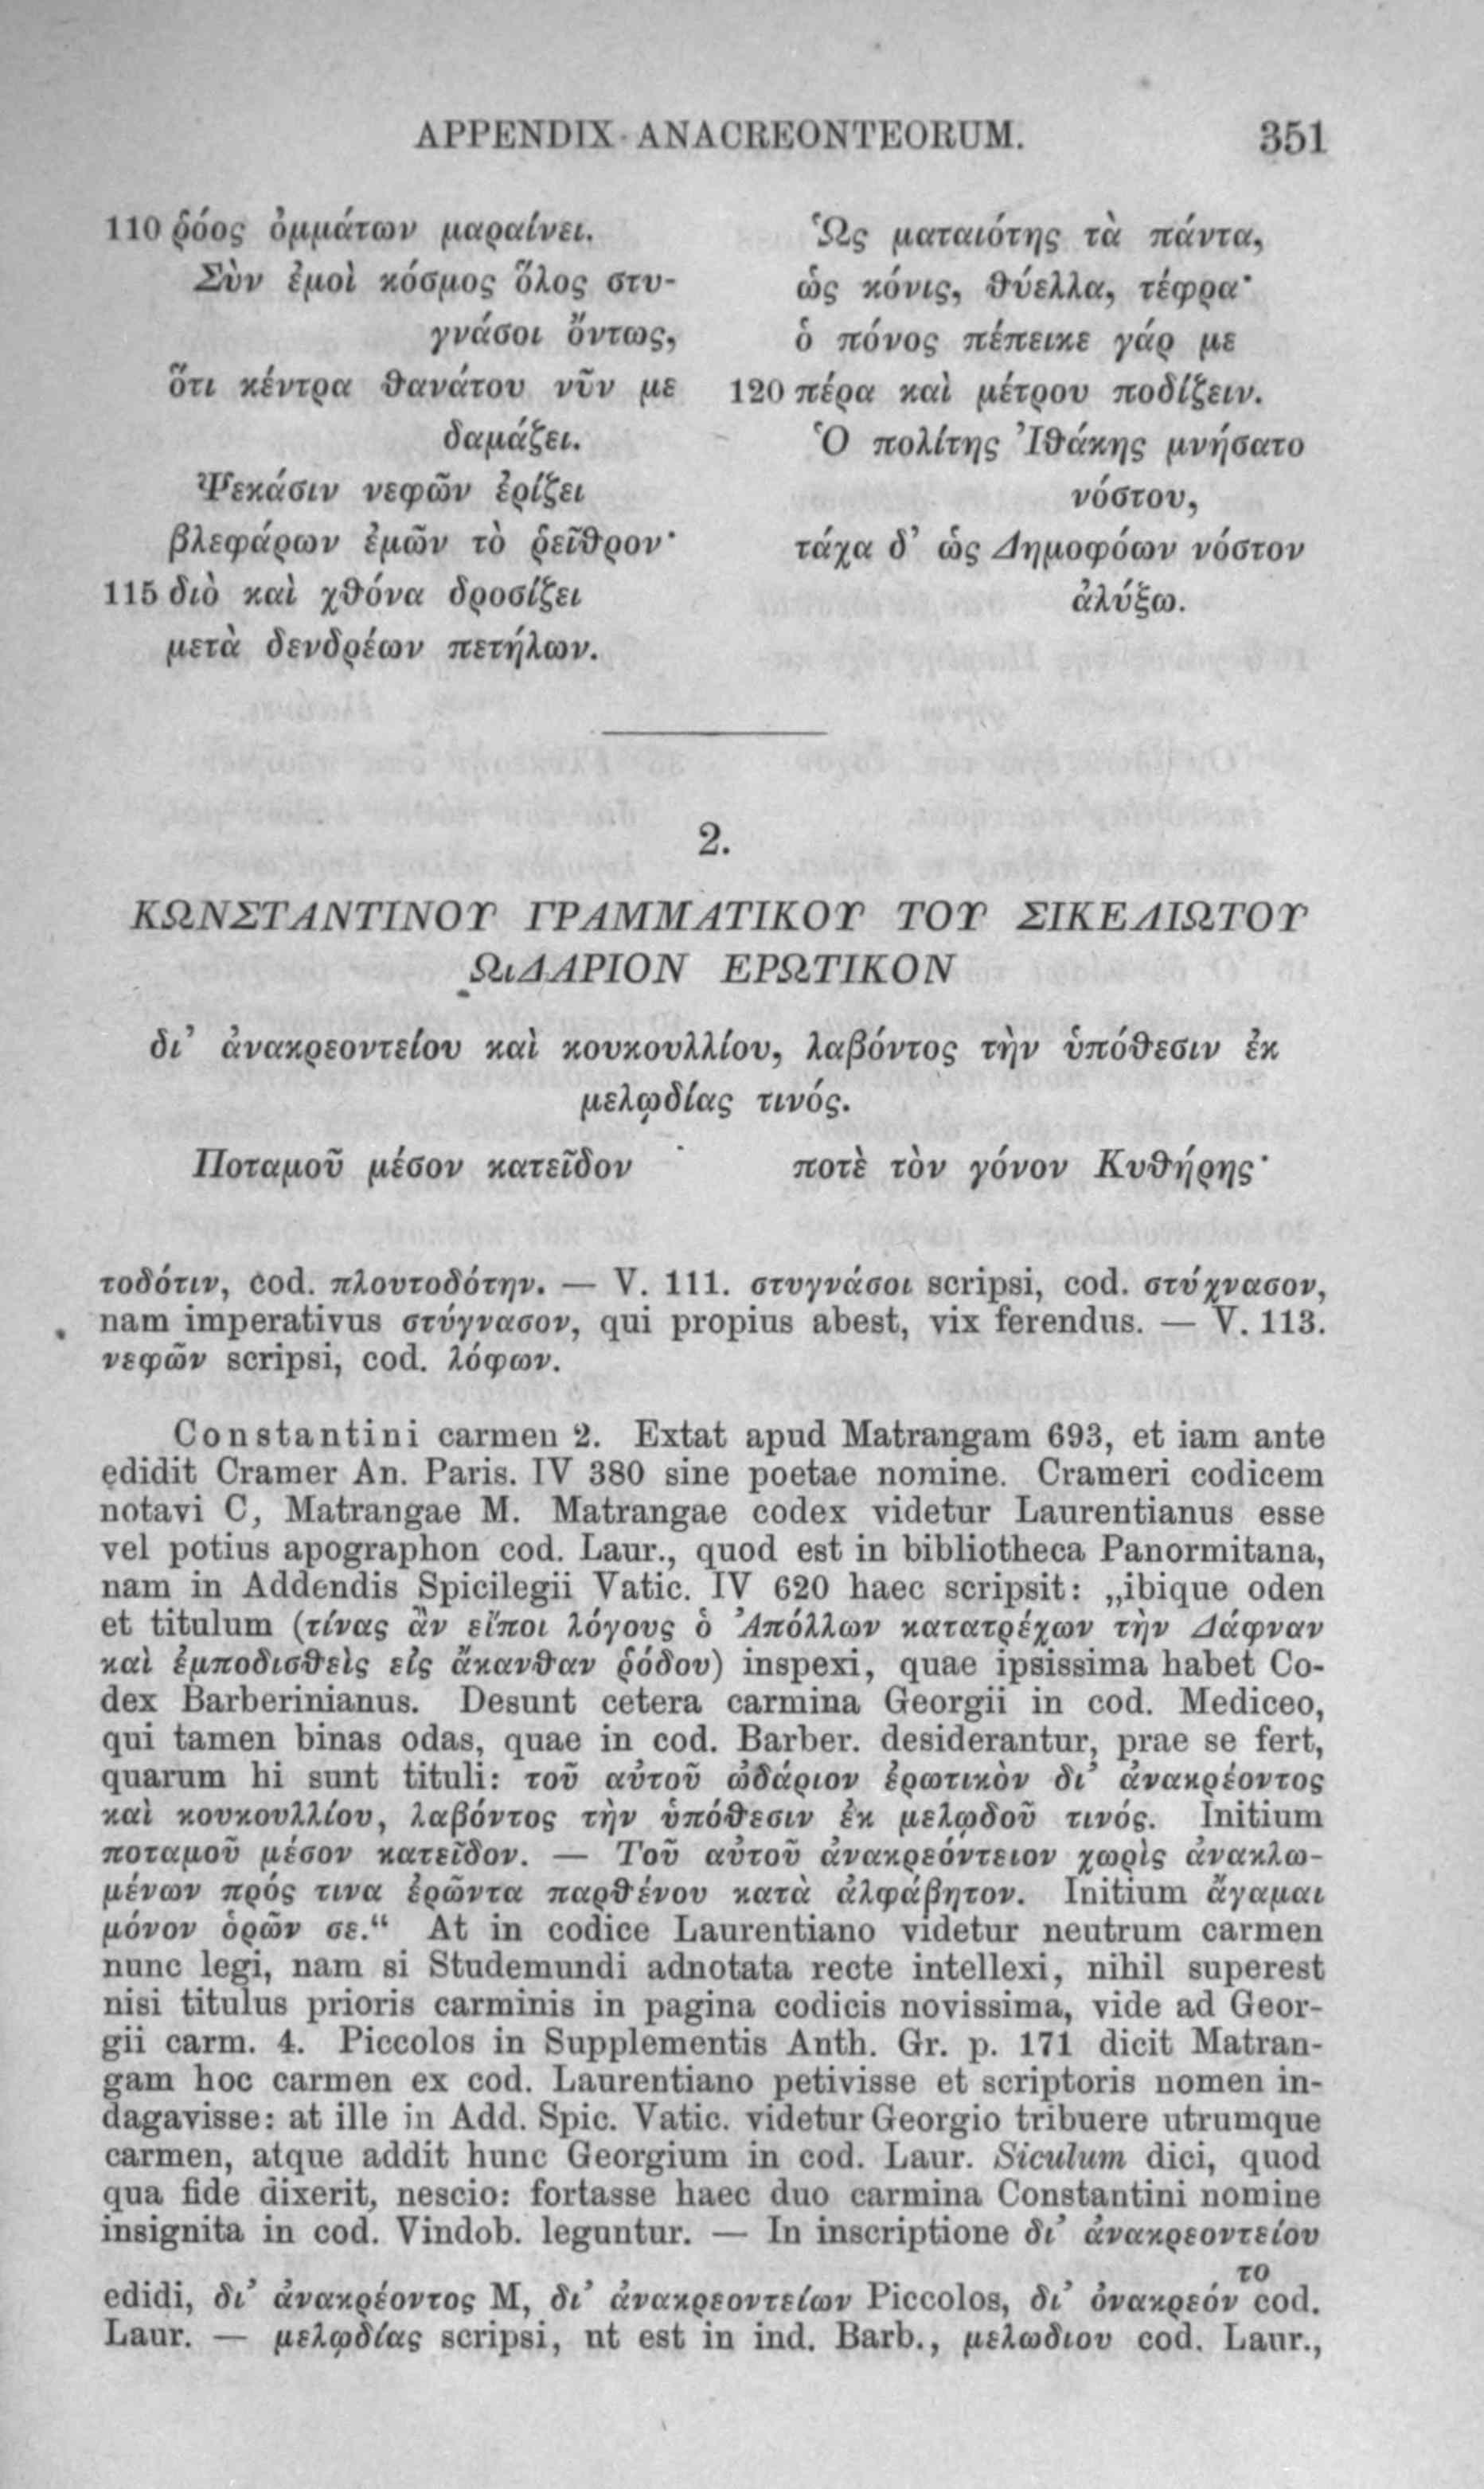 APPENDIX ANACREONTEORUM. 351
110 ῥόος ὀμμάτων μαραίνει.
Σὺν ἐμοὶ κόσμος ὅλος στυ-
γνάσοι ὄντως,
ὅτι κέντρα θανάτου νῦν με
δαμάζει.
Ψεκάσιν νεφῶν ἐρίζει
βλεφάρων ἐμῶν τὸ ῥεῖθρον·
115 διὸ καὶ χθόνα δροσίζει
μετὰ δενδρέων πετήλων.
Ὡς ματαιότης τὰ πάντα,
ὡς κόνις, θύελλα, τέφρα·
ὁ πόνος πέπεικε γάρ με
120 πέρα καὶ μέτρου ποδίζειν.
Ὁ πολίτης Ἰθάκης μνήσατο
νόστου,
τάχα δ’ ὡς Δημοφόων νόστον
ἀλύξω.
2.
ΚΩΝΣΤΑΝΤΙΝΟΥ ΓΡΑΜΜΑΤΙΚΟΥ ΤΟΥ ΣΙΚΕΛΙΩΤΟΥ
ΩιΔΑΡΙΟΝ ΕΡΩΤΙΚΟΝ
δι’ ἀνακρεοντείου καὶ κουκουλλίου, λαβόντος τὴν ὑπόθεσιν ἐκ
μελῳδίας τινός.
Ποταμοῦ μέσον κατεῖδον
ποτὲ τὸν γόνον Κυθήρης·
τοδότιν, cod. πλουτοδότην. — V. 111. στυγνάσοι scripsi, cod. στύχνασον,
nam imperativus στύγνασον, qui propius abest, vix ferendus. — V. 113.
νεφῶν scripsi, cod. λόφων.
Constantini carmen 2. Extat apud Matrangam 693, et iam ante
edidit Cramer An. Paris. IV 380 sine poetae nomine. Crameri codicem
notavi C, Matrangae M. Matrangae codex videtur Laurentianus esse
vel potius apographon cod. Laur., quod est in bibliotheca Panormitana,
nam in Addendis Spicilegii Vatic. IV 620 haec scripsit: „ibique oden
et titulum (τίνας ἂν εἴποι λόγους ὁ Ἀπόλλων κατατρέχων τὴν Δάφναν
καὶ ἐμποδισθεὶς εἰς ἄκανθαν ῥόδου) inspexi, quae ipsissima habet Co-
dex Barberinianus. Desunt cetera carmina Georgii in cod. Mediceo,
qui tamen binas odas, quae in cod. Barber. desiderantur, prae se fert,
quarum hi sunt tituli: τοῦ αὐτοῦ ὠδάριον ἐρωτικὸν δι’ ἀνακρέοντος
καὶ κουκουλλίου, λαβόντος τὴν ὑπόθεσιν ἐκ μελῳδοῦ τινός. Initium
ποταμοῦ μέσον κατεῖδον. — Τοῦ αὐτοῦ ἀνακρεόντειον χωρὶς ἀνακλω-
μένων πρός τινα ἐρῶντα παρθένου κατὰ ἀλφάβητον. Initium ἄγαμαι
μόνον ὁρῶν σε.“ At in codice Laurentiano videtur neutrum carmen
nunc legi, nam si Studemundi adnotata recte intellexi, nihil superest
nisi titulus prioris carminis in pagina codicis novissima, vide ad Geor-
gii carm. 4. Piccolos in Supplementis Anth. Gr. p. 171 dicit Matran-
gam hoc carmen ex cod. Laurentiano petivisse et scriptoris nomen in-
dagavisse: at ille in Add. Spic. Vatic. videtur Georgio tribuere utrumque
carmen, atque addit hunc Georgium in cod. Laur. Siculum dici, quod
qua fide dixerit, nescio: fortasse haec duo carmina Constantini nomine
insignita in cod. Vindob. leguntur. — In inscriptione δι’ ἀνακρεοντείου
το
edidi, δι’ ἀνακρέοντος M, δι’ ἀνακρεοντείων Piccolos, δι’ ὀνακρεόν cod.
Laur. — μελῳδίας scripsi, ut est in ind. Barb., μελωδιου cod. Laur.,